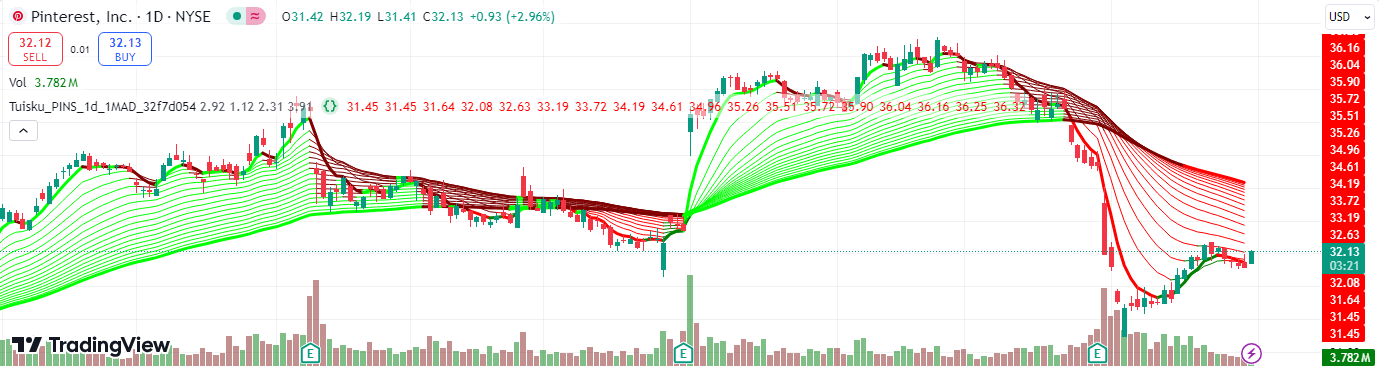 Pinterest, Inc. · 1D · NYSE O31.42 H32.19 L31.41 C32.13 +0.93 (+2.96%)
USD
32.12 SELL
0.01
32.13 BUY
Vol 3.782 M
Tuisku_PINS_1d_1MAD_32f7d054 2.92 1.12 2.31 3.91 {} 31.45 31.45 31.64 32.08 32.63 33.19 33.72 34.19 34.61 34.96 35.26 35.51 35.72 35.90 36.04 36.16 36.25 36.32
36.16
36.04
35.90
35.72
35.51
35.26
34.96
34.61
34.19
33.72
33.19
32.63
32.13
03:21
32.08
31.64
31.45
31.45
TradingView
E
E
E
3.782 M